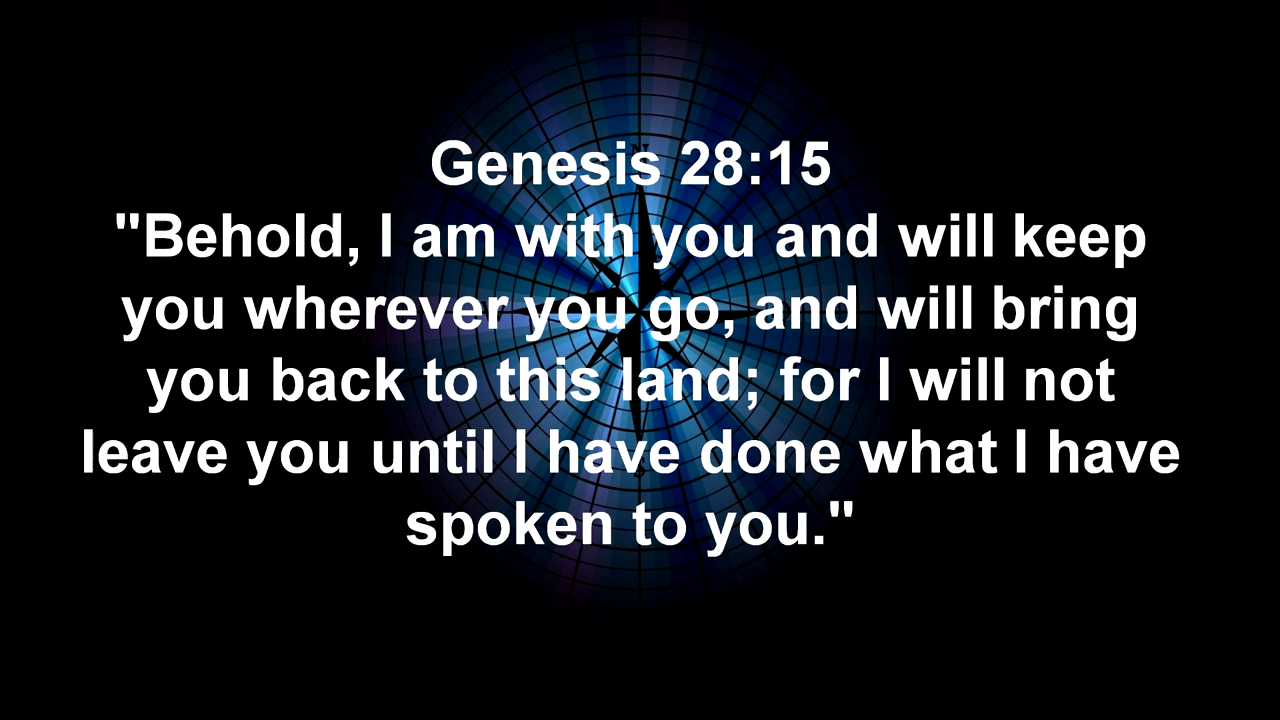 Genesis 28:15
"Behold, I am with you and will keep
you wherever you go, and will bring
you back to this land; for I will not
leave you until I have done what I have
spoken to you."